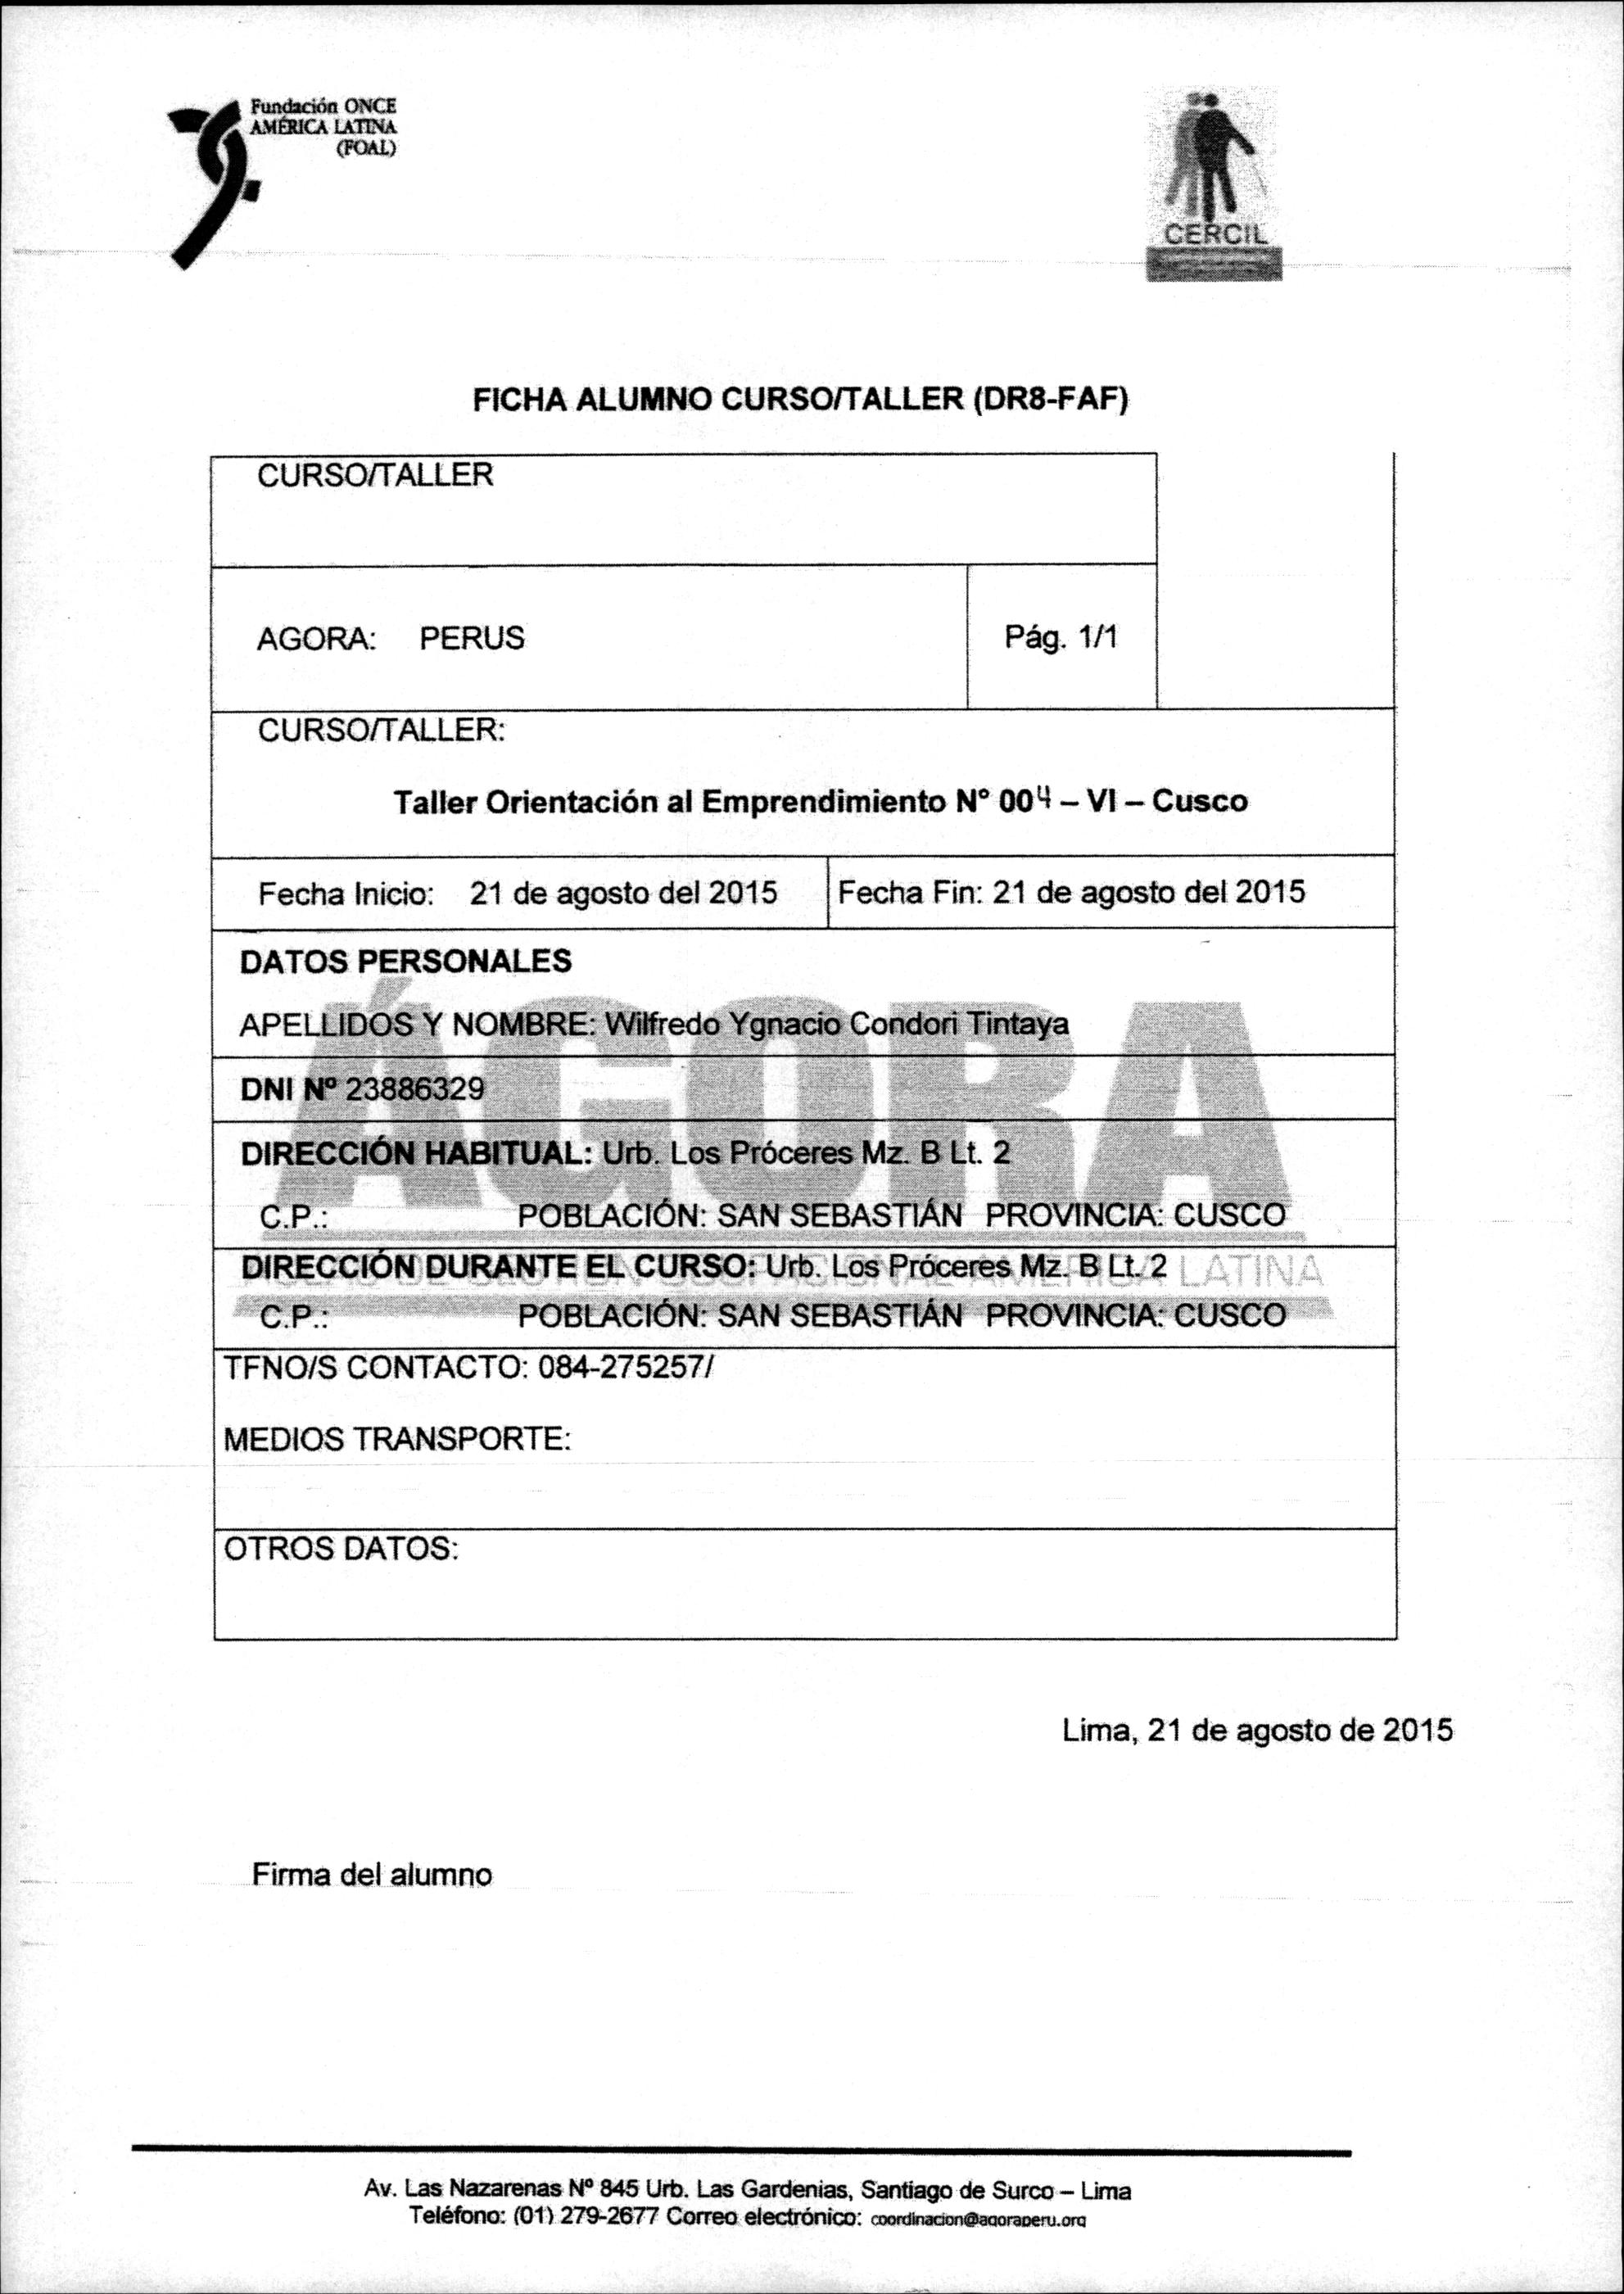 Fundación ONCE
AMÉRICA LATINA
(FOAL)
CERCIL
FICHA ALUMNO CURSO/TALLER (DR8-FAF)
CURSO/TALLER
AGORA: PERUS
Pág. 1/1
CURSO/TALLER:
Taller Orientación al Emprendimiento N° 004 – VI – Cusco
Fecha Inicio: 21 de agosto del 2015
Fecha Fin: 21 de agosto del 2015
DATOS PERSONALES
ÁGORA
APELLIDOS Y NOMBRE: Wilfredo Ygnacio Condori Tintaya
DNI Nº 23886329
DIRECCIÓN HABITUAL: Urb. Los Próceres Mz. B Lt. 2
C.P.: POBLACIÓN: SAN SEBASTIÁN PROVINCIA: CUSCO
DIRECCIÓN DURANTE EL CURSO: Urb. Los Próceres Mz. B Lt. 2
AMERICA LATINA
C.P.: POBLACIÓN: SAN SEBASTIÁN PROVINCIA: CUSCO
TFNO/S CONTACTO: 084-275257/
MEDIOS TRANSPORTE:
OTROS DATOS:
Lima, 21 de agosto de 2015
Firma del alumno
Av. Las Nazarenas Nº 845 Urb. Las Gardenias, Santiago de Surco – Lima
Teléfono: (01) 279-2677 Correo electrónico: coordinacion@agoraperu.org